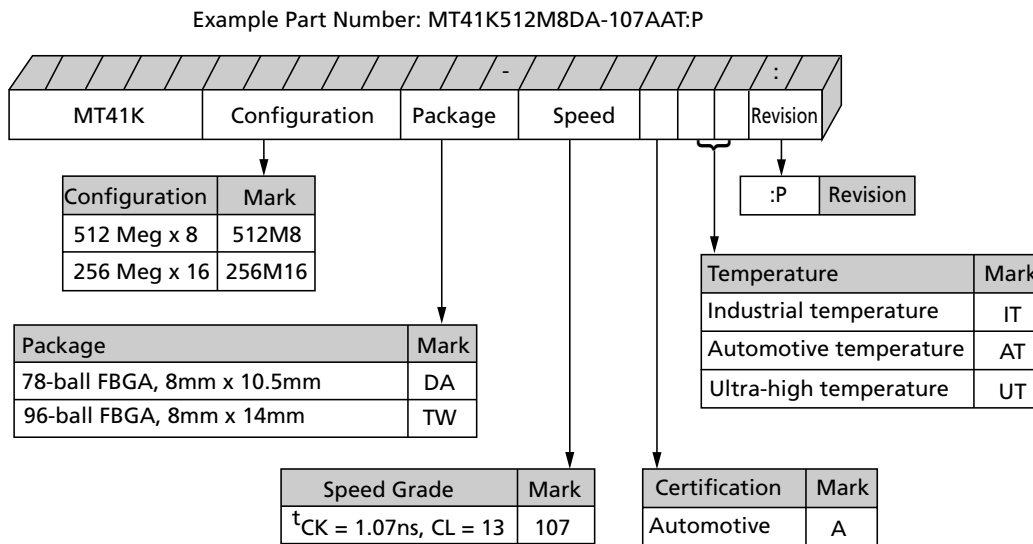 Example Part Number: MT41K512M8DA-107AAT:P
- :
MT41K Configuration Package Speed Revision
Configuration Mark
512 Meg x 8 512M8
256 Meg x 16 256M16
:P Revision
Temperature Mark
Industrial temperature IT
Automotive temperature AT
Ultra-high temperature UT
Package Mark
78-ball FBGA, 8mm x 10.5mm DA
96-ball FBGA, 8mm x 14mm TW
Speed Grade Mark
tCK = 1.07ns, CL = 13 107
Certification Mark
Automotive A